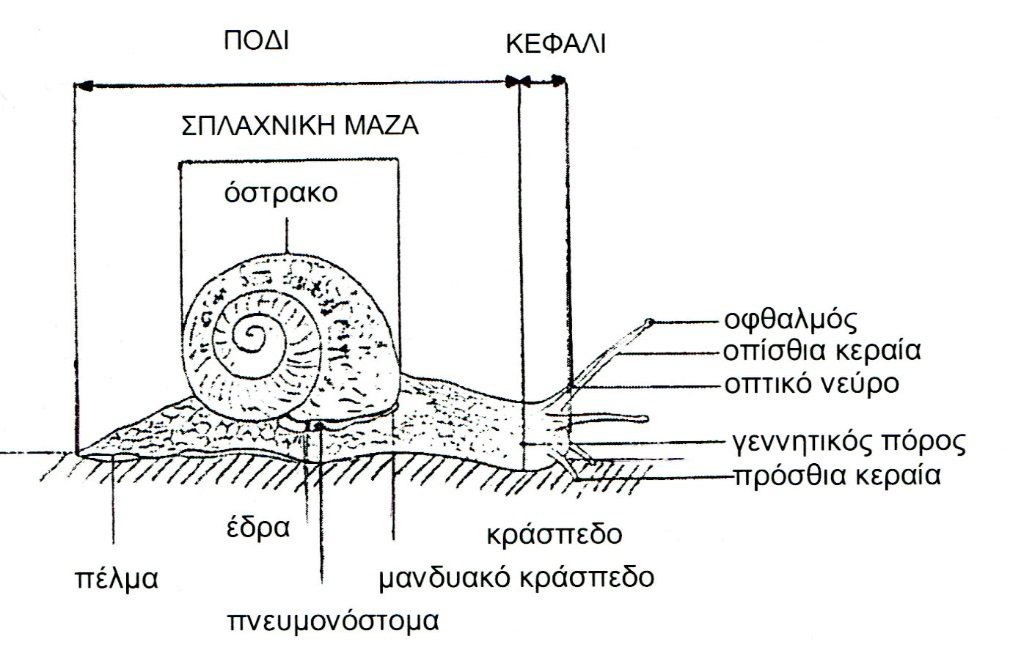 ΠΟΔΙ
ΚΕΦΑΛΙ
ΣΠΛΑΧΝΙΚΗ ΜΑΖΑ
όστρακο
οφθαλμός
οπίσθια κεραία
οπτικό νεύρο
γεννητικός πόρος
πρόσθια κεραία
έδρα
κράσπεδο
πέλμα
μανδυακό κράσπεδο
πνευμονόστομα